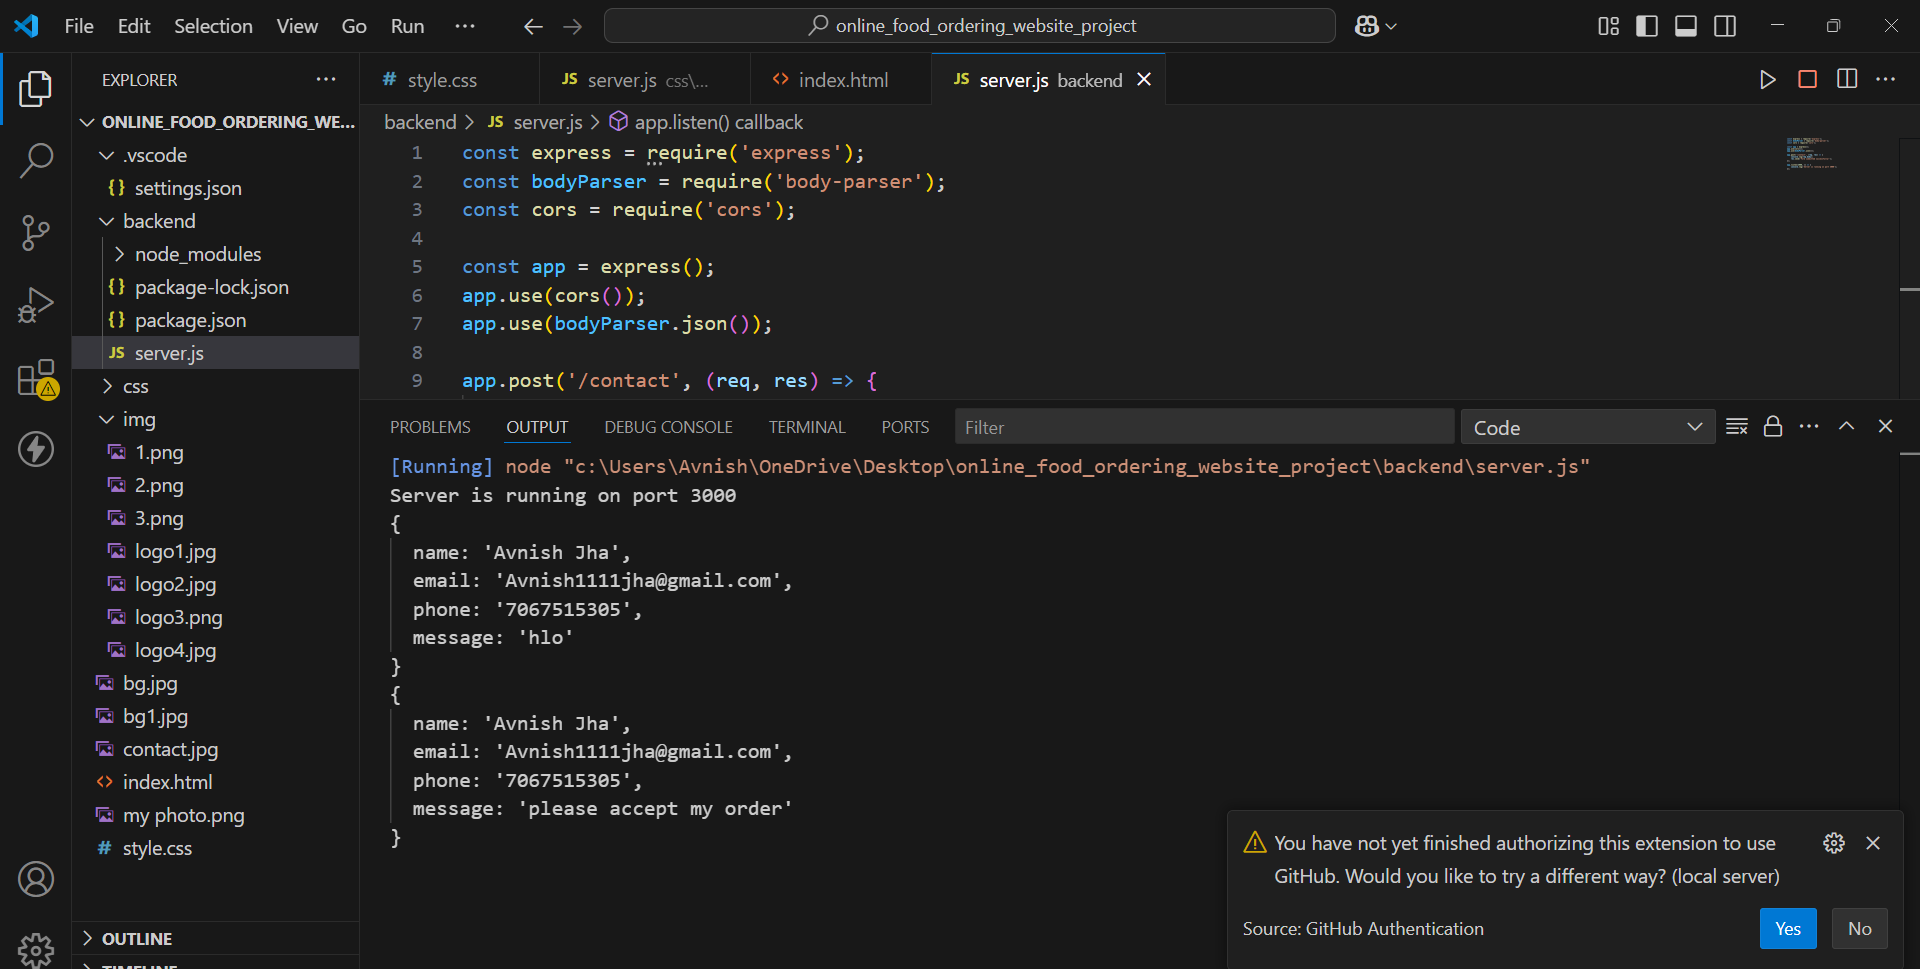 File Edit Selection View Go Run ···
online_food_ordering_website_project
EXPLORER ···
ONLINE_FOOD_ORDERING_WE...
.vscode
{} settings.json
backend
node_modules
{} package-lock.json
{} package.json
JS server.js
css
img
1.png
2.png
3.png
logo1.jpg
logo2.jpg
logo3.png
logo4.jpg
bg.jpg
bg1.jpg
contact.jpg
<> index.html
my photo.png
# style.css
OUTLINE
TIMELINE
# style.css
JS server.js css\...
<> index.html
JS server.js backend
backend > JS server.js > app.listen() callback
1 const express = require('express');
2 const bodyParser = require('body-parser');
3 const cors = require('cors');
4
5 const app = express();
6 app.use(cors());
7 app.use(bodyParser.json());
8
9 app.post('/contact', (req, res) => {
PROBLEMS OUTPUT DEBUG CONSOLE TERMINAL PORTS
Filter
Code
[Running] node "c:\Users\Avnish\OneDrive\Desktop\online_food_ordering_website_project\backend\server.js"
Server is running on port 3000
{
name: 'Avnish Jha',
email: 'Avnish1111jha@gmail.com',
phone: '7067515305',
message: 'hlo'
}
{
name: 'Avnish Jha',
email: 'Avnish1111jha@gmail.com',
phone: '7067515305',
message: 'please accept my order'
}
You have not yet finished authorizing this extension to use
GitHub. Would you like to try a different way? (local server)
Source: GitHub Authentication
Yes
No